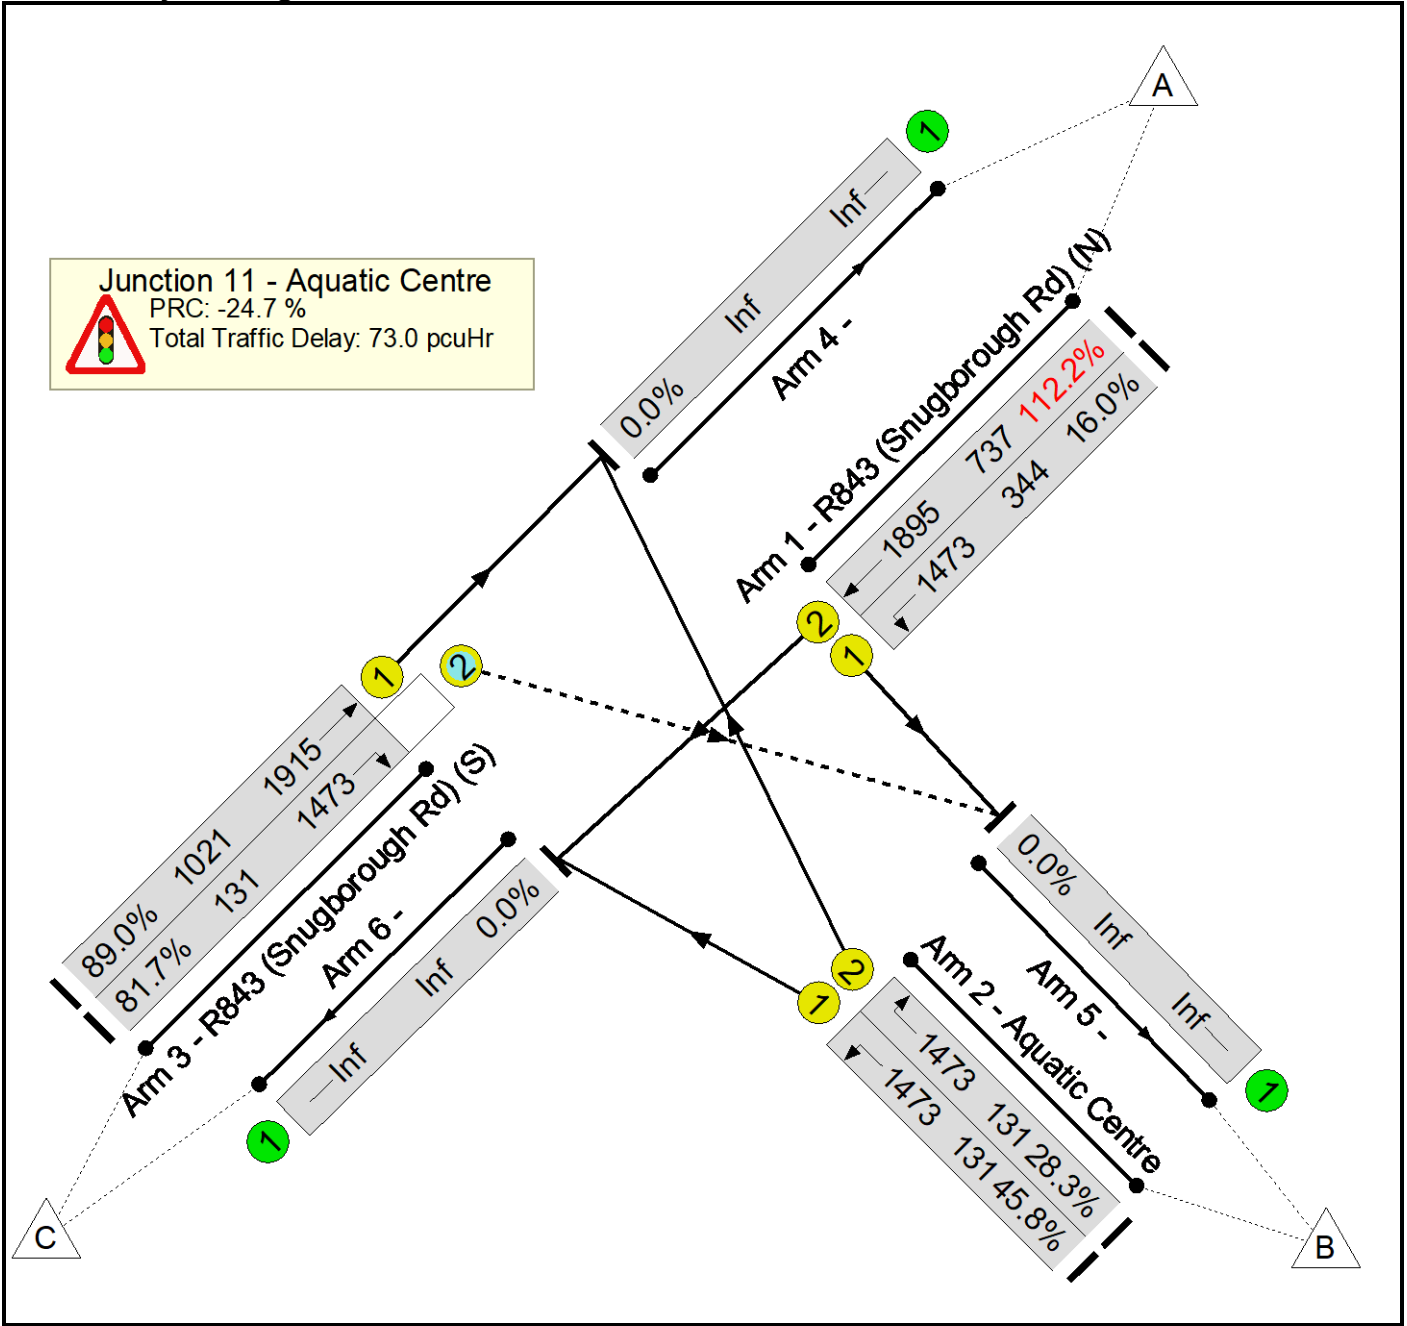 A
1
Inf
Inf
0.0%
Arm 4 -
Junction 11 - Aquatic Centre
PRC: -24.7 %
Total Traffic Delay: 73.0 pcuHr
Arm 1 - R843 (Snugborough Rd) (N)
1895 737 112.2%
1473 344 16.0%
2
1
1
2
89.0% 1021 1915
81.7% 131 1473
Arm 3 - R843 (Snugborough Rd) (S)
Arm 6 -
Inf Inf 0.0%
1
C
0.0% Inf Inf
1
Arm 5 -
Arm 2 - Aquatic Centre
2
1
1473 131 28.3%
1473 131 45.8%
B